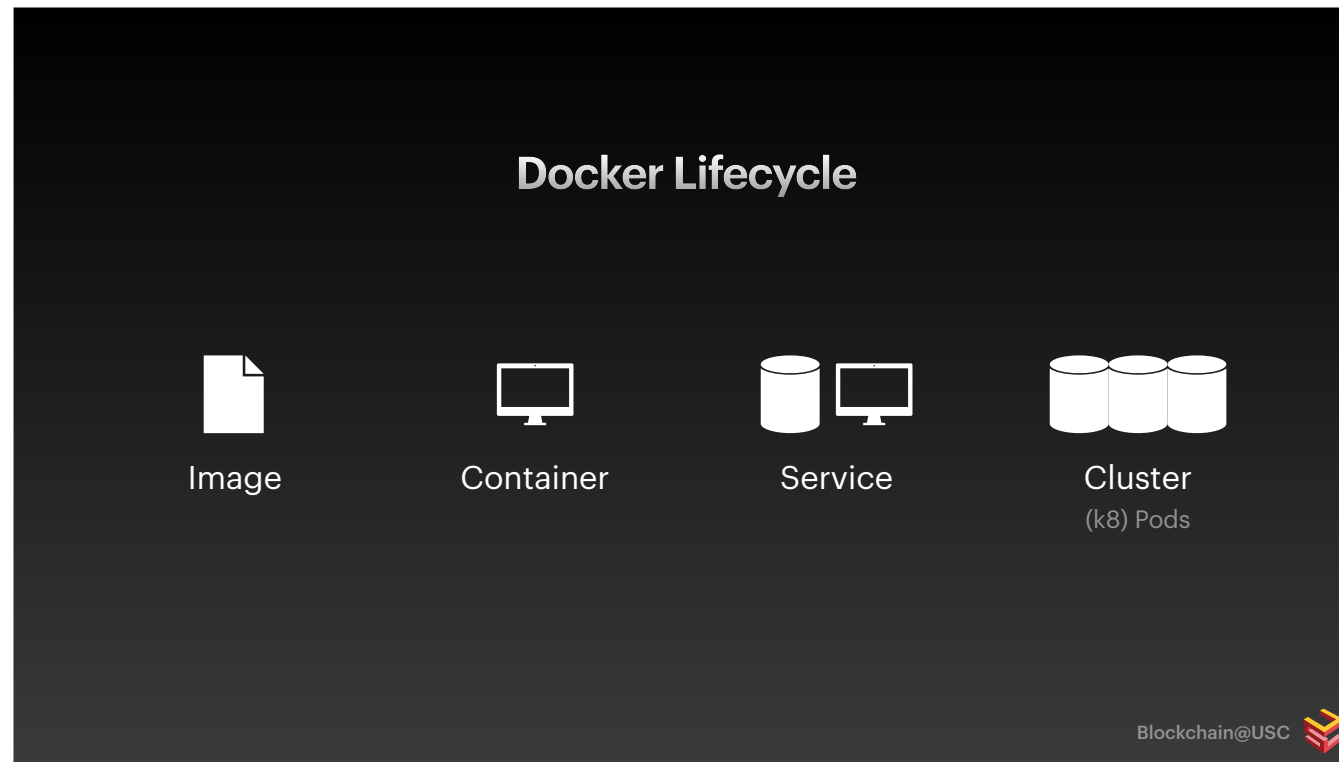 Docker Lifecycle
Image
Container
Service
Cluster
(k8) Pods
Blockchain@USC